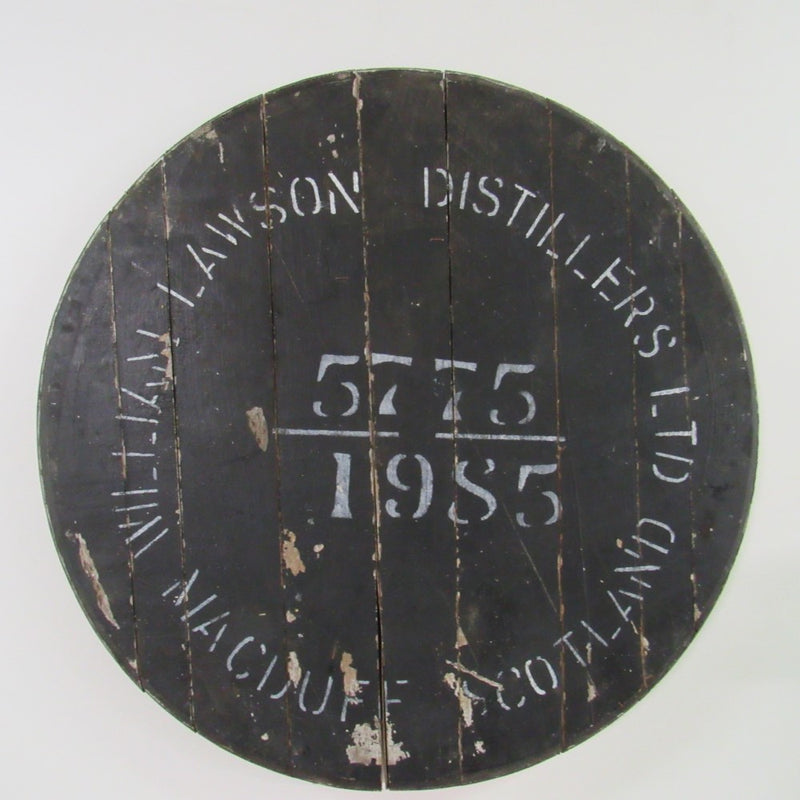 WILLIAM LAWSON DISTILLERS LTD
5775
1985
MACDUFF SCOTLAND